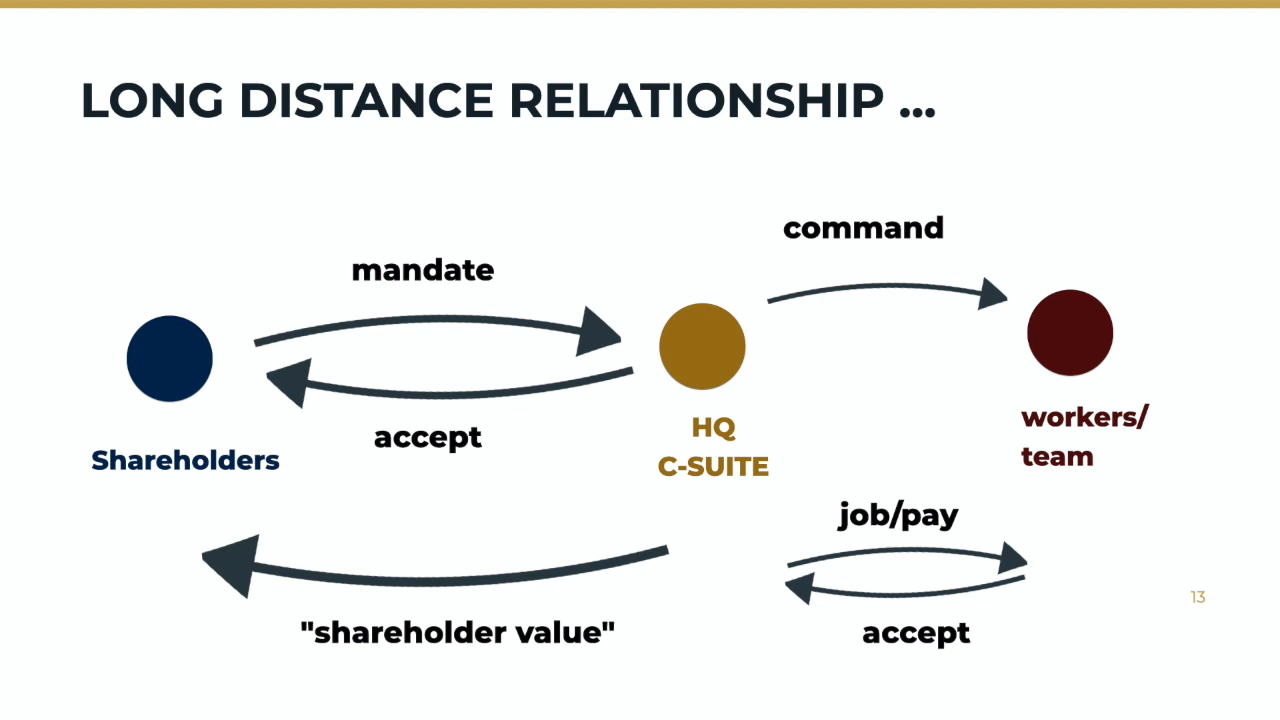 LONG DISTANCE RELATIONSHIP ...
command
mandate
accept
Shareholders
HQ
C-SUITE
workers/
team
job/pay
13
"shareholder value"
accept